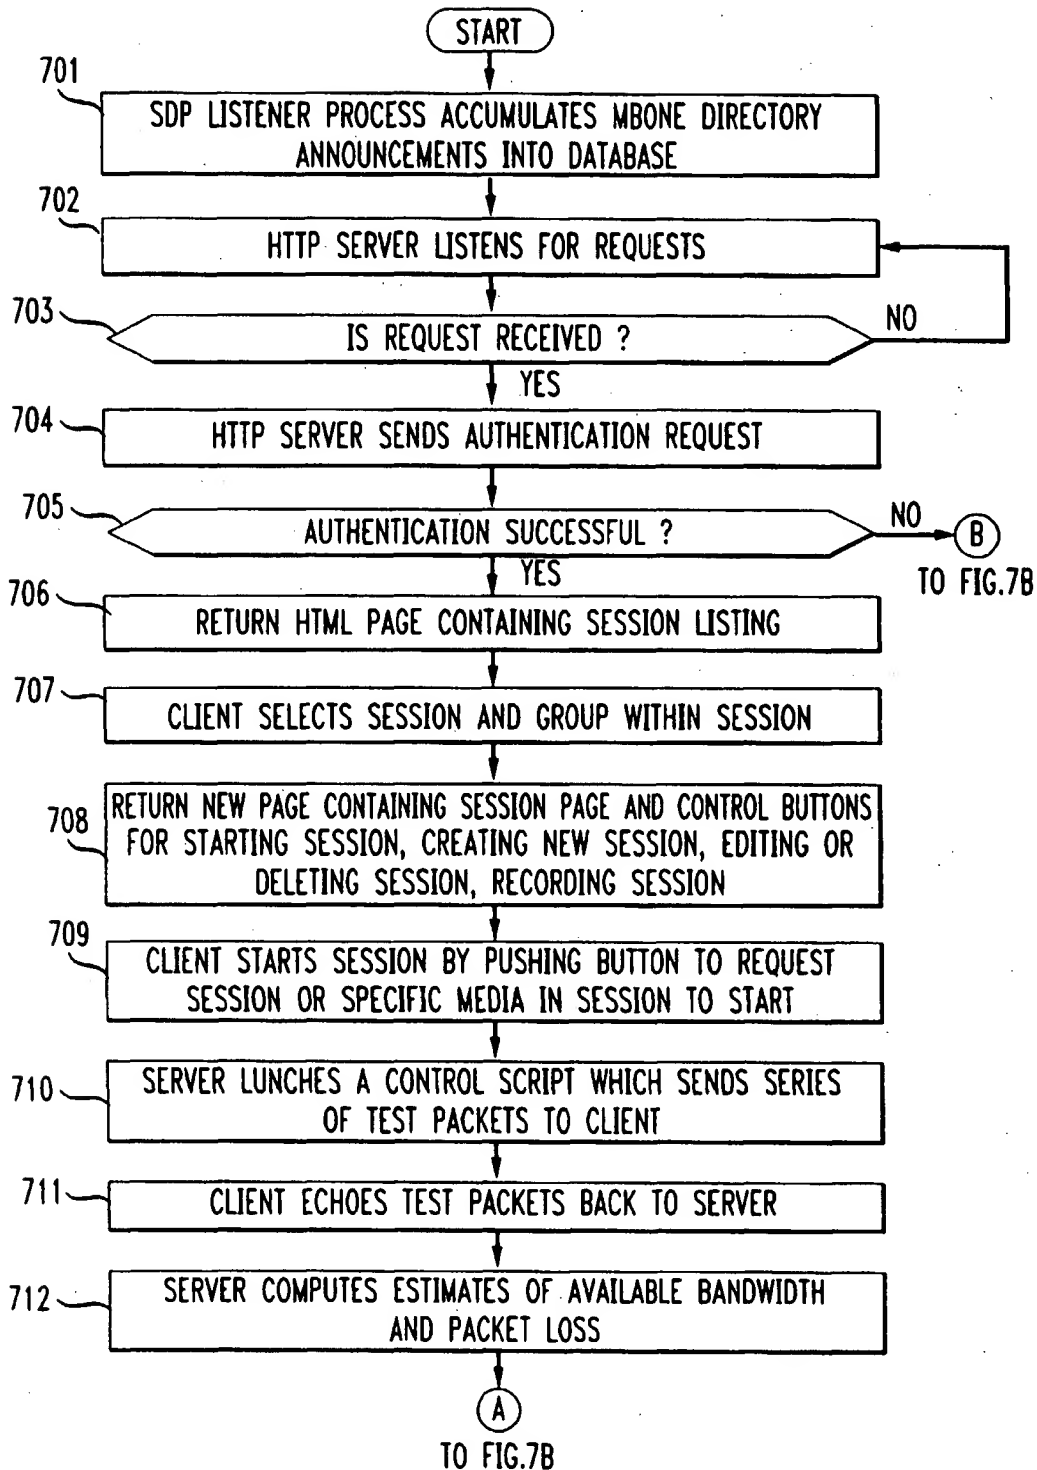 START
701
SDP LISTENER PROCESS ACCUMULATES MBONE DIRECTORY
ANNOUNCEMENTS INTO DATABASE
702
HTTP SERVER LISTENS FOR REQUESTS
703
IS REQUEST RECEIVED ?
NO
YES
704
HTTP SERVER SENDS AUTHENTICATION REQUEST
705
AUTHENTICATION SUCCESSFUL ?
NO
B
TO FIG.7B
YES
706
RETURN HTML PAGE CONTAINING SESSION LISTING
707
CLIENT SELECTS SESSION AND GROUP WITHIN SESSION
708
RETURN NEW PAGE CONTAINING SESSION PAGE AND CONTROL BUTTONS
FOR STARTING SESSION, CREATING NEW SESSION, EDITING OR
DELETING SESSION, RECORDING SESSION
709
CLIENT STARTS SESSION BY PUSHING BUTTON TO REQUEST
SESSION OR SPECIFIC MEDIA IN SESSION TO START
710
SERVER LUNCHES A CONTROL SCRIPT WHICH SENDS SERIES
OF TEST PACKETS TO CLIENT
711
CLIENT ECHOES TEST PACKETS BACK TO SERVER
712
SERVER COMPUTES ESTIMATES OF AVAILABLE BANDWIDTH
AND PACKET LOSS
A
TO FIG.7B